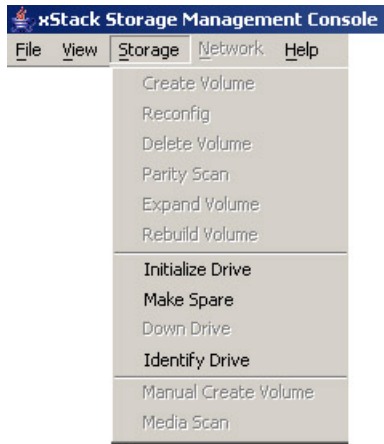 xStack Storage Management Console
File View Storage Network Help
Create Volume
Reconfig
Delete Volume
Parity Scan
Expand Volume
Rebuild Volume
Initialize Drive
Make Spare
Down Drive
Identify Drive
Manual Create Volume
Media Scan